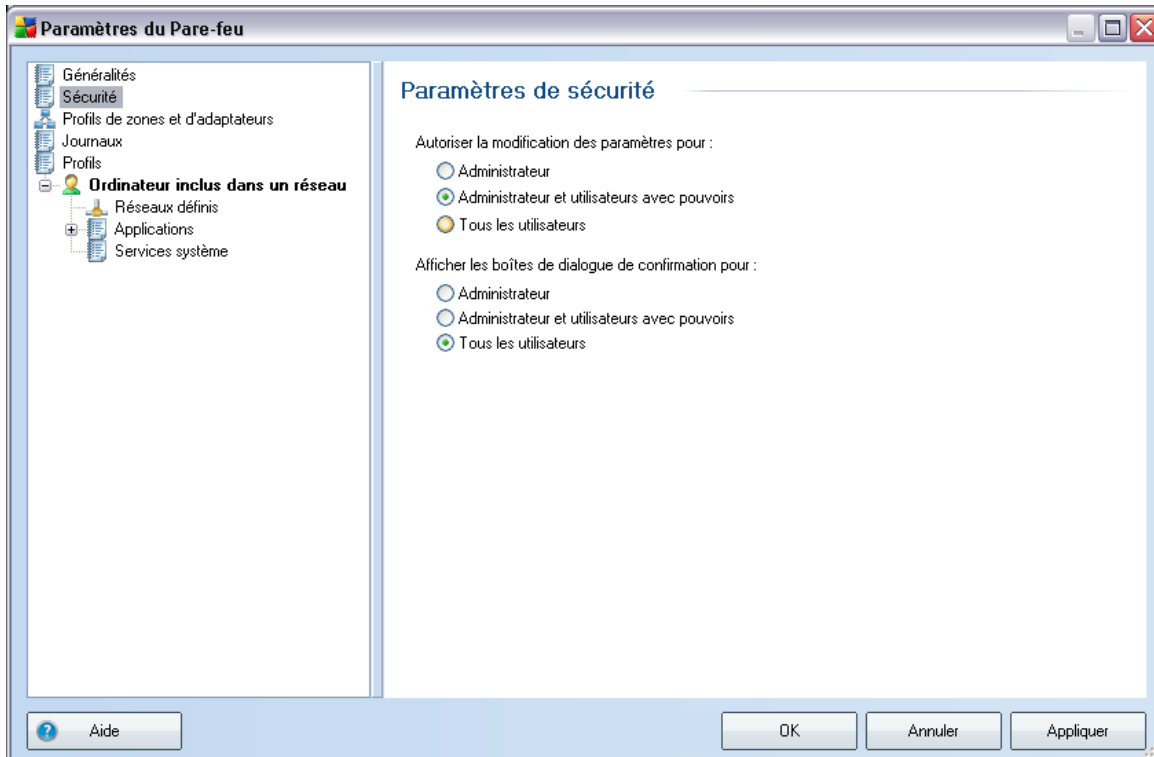 Paramètres du Pare-feu
Généralités
Sécurité
Profils de zones et d'adaptateurs
Journaux
Profils
Ordinateur inclus dans un réseau
Réseaux définis
Applications
Services système
Paramètres de sécurité
Autoriser la modification des paramètres pour :
Administrateur
Administrateur et utilisateurs avec pouvoirs
Tous les utilisateurs
Afficher les boîtes de dialogue de confirmation pour :
Administrateur
Administrateur et utilisateurs avec pouvoirs
Tous les utilisateurs
Aide
OK
Annuler
Appliquer